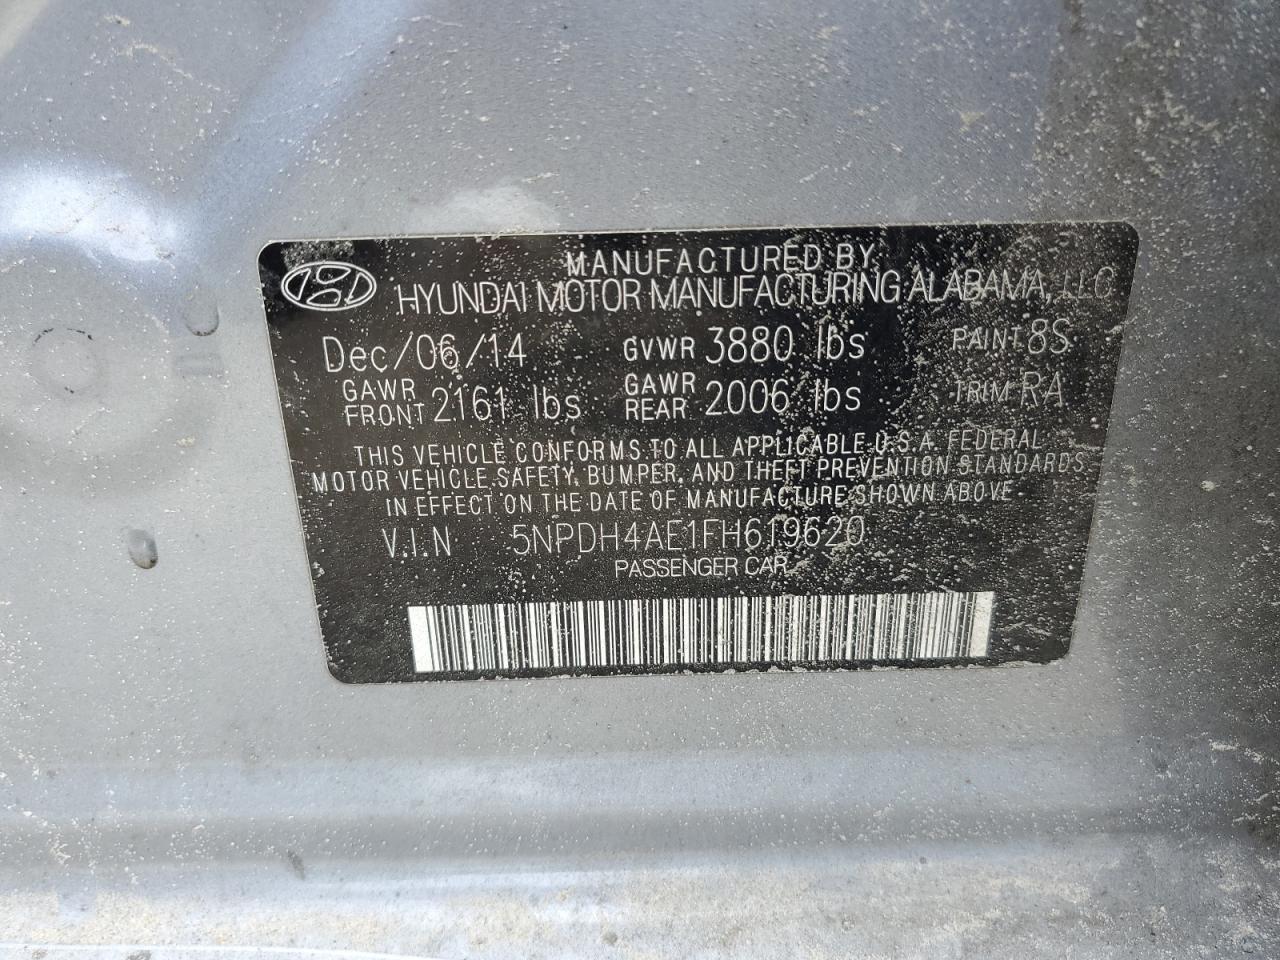 MANUFACTURED BY
HYUNDAI MOTOR MANUFACTURING ALABAMA, LLC
Dec/06/14 GVWR 3880 lbs PAINT 8S
GAWR FRONT 2161 lbs GAWR REAR 2006 lbs TRIM RA
THIS VEHICLE CONFORMS TO ALL APPLICABLE U.S.A. FEDERAL
MOTOR VEHICLE SAFETY, BUMPER, AND THEFT PREVENTION STANDARDS
IN EFFECT ON THE DATE OF MANUFACTURE SHOWN ABOVE
V.I.N 5NPDH4AE1FH619620
PASSENGER CAR